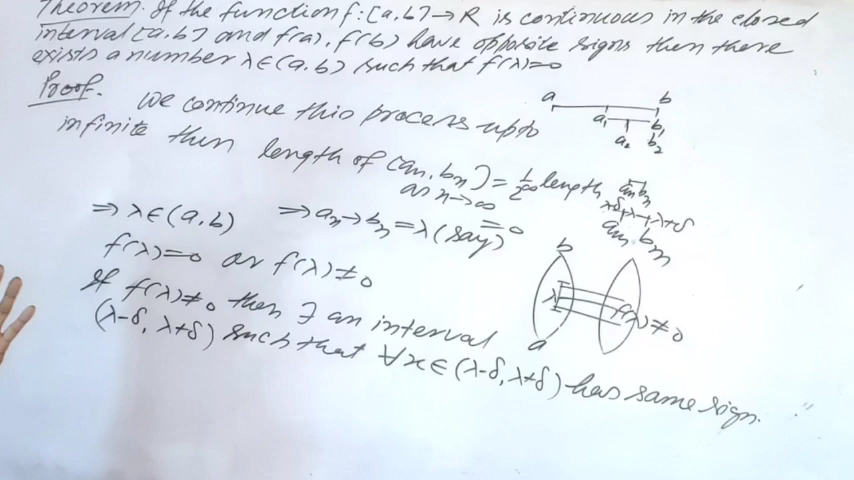 Theorem. If the function f:[a,b]→R is continuous in the closed
interval [a,b] and f(a), f(b) have opposite signs then there
exists a number λ∈(a,b) such that f(λ)=0
Proof.
We continue this process upto
infinite then length of [an, bn] = 1/2∞ length
as n→∞ = 0
⇒ λ∈(a,b) ⇒ an→bn = λ (say)
f(λ)=0 or f(λ)≠0
If f(λ)≠0 then ∃ an interval
(λ-δ, λ+δ) such that ∀x∈(λ-δ, λ+δ) has same sign.
a b
a1 b1
a2 b2
an bn
λ-δ λ λ+δ
an bn
b
λ f(λ)≠0
a